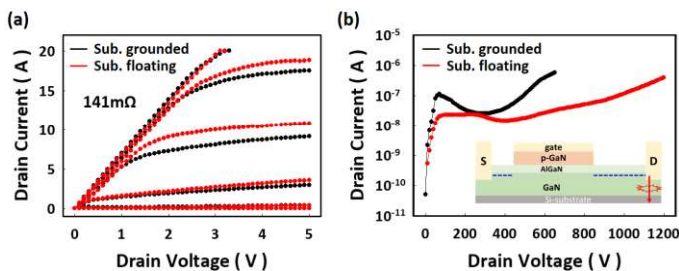 (a)
Sub. grounded
Sub. floating
141mΩ
Drain Current ( A )
20
15
10
5
0
0 1 2 3 4 5
Drain Voltage ( V )
(b)
Sub. grounded
Sub. floating
Drain Current ( A )
10-5
10-6
10-7
10-8
10-9
10-10
10-11
gate
p-GaN
S
AlGaN
D
GaN
Si-substrate
0 200 400 600 800 1000 1200
Drain Voltage ( V )